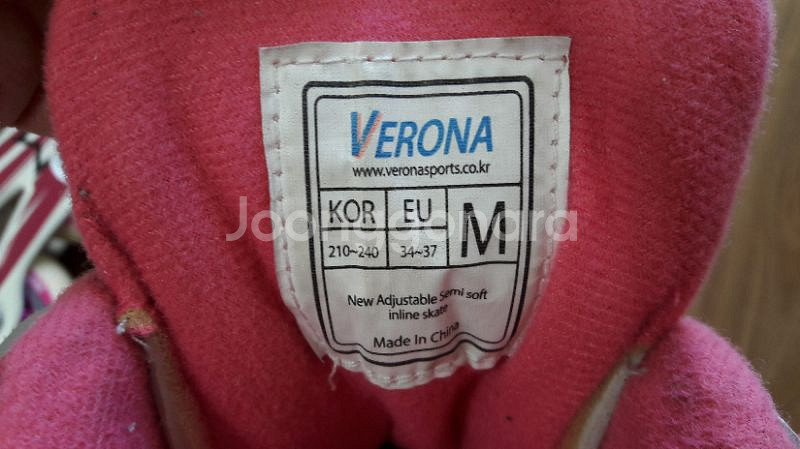 VERONA
www.veronasports.co.kr
KOR EU M
210~240 34~37
Joonggonara
New Adjustable Semi soft
inline skate
Made In China